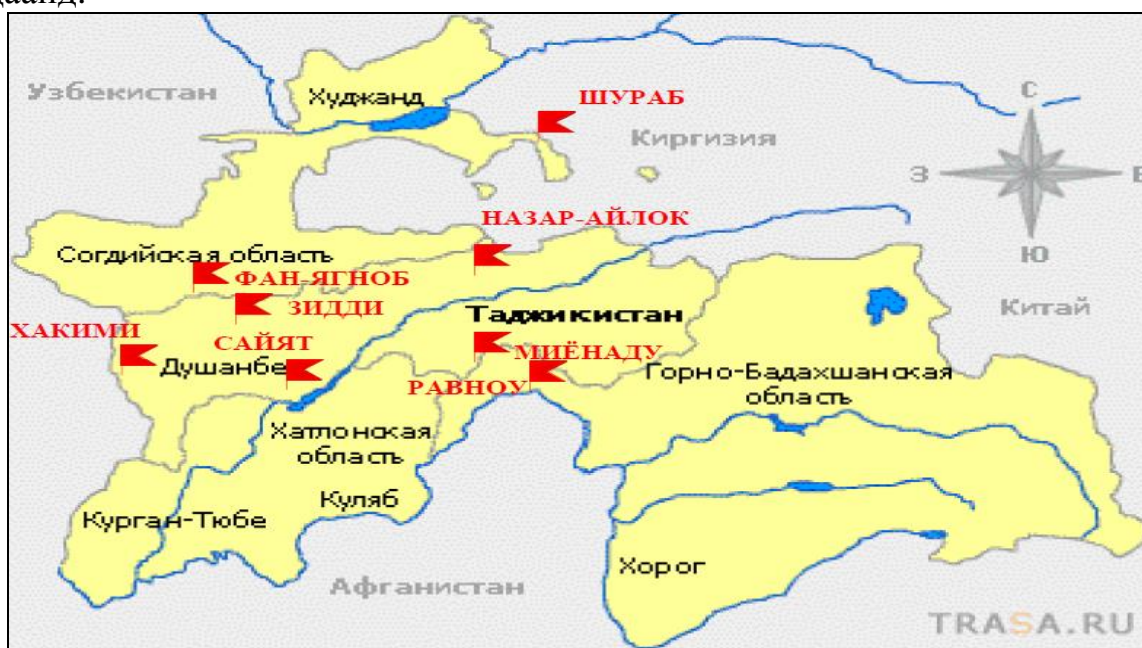 цаанд.
Узбекистан
Худжанд
ШУРАБ
Киргизия
С
З
В
Ю
НАЗАР-АЙЛОК
Согдийская область
ФАН-ЯГНОБ
ЗИДДИ
Таджикистан
Китай
ХАКИМИ
САЙЯТ
Душанбе
МИЁНАДУ
РАВНОУ
Горно-Бадахшанская
область
Хатлонская
область
Куляб
Курган-Тюбе
Афганистан
Хорог
TRASA.RU